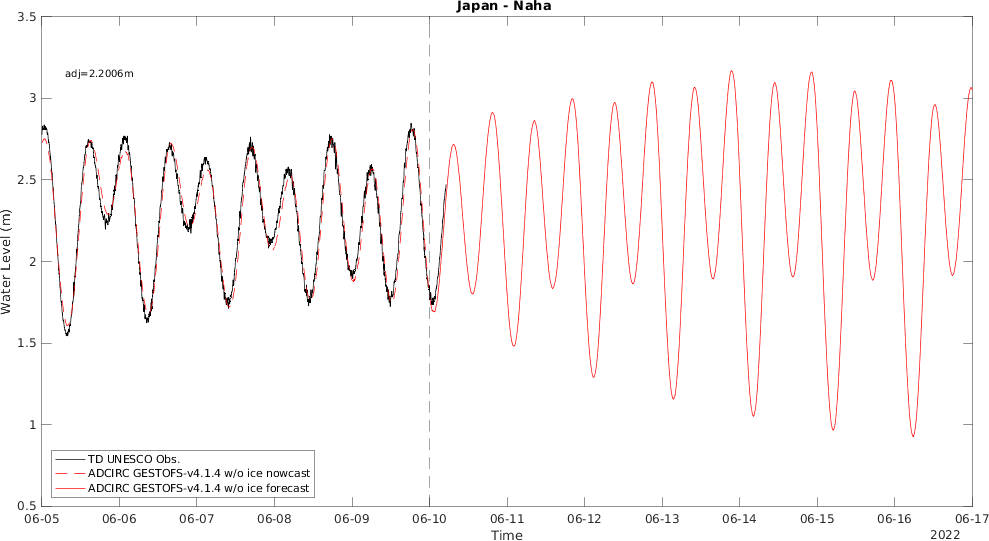 Japan - Naha
3.5
adj=2.2006m
3
2.5
2
1.5
1
0.5
Water Level (m)
TD UNESCO Obs.
ADCIRC GESTOFS-v4.1.4 w/o ice nowcast
ADCIRC GESTOFS-v4.1.4 w/o ice forecast
06-05 06-06 06-07 06-08 06-09 06-10 06-11 06-12 06-13 06-14 06-15 06-16 06-17
Time
2022